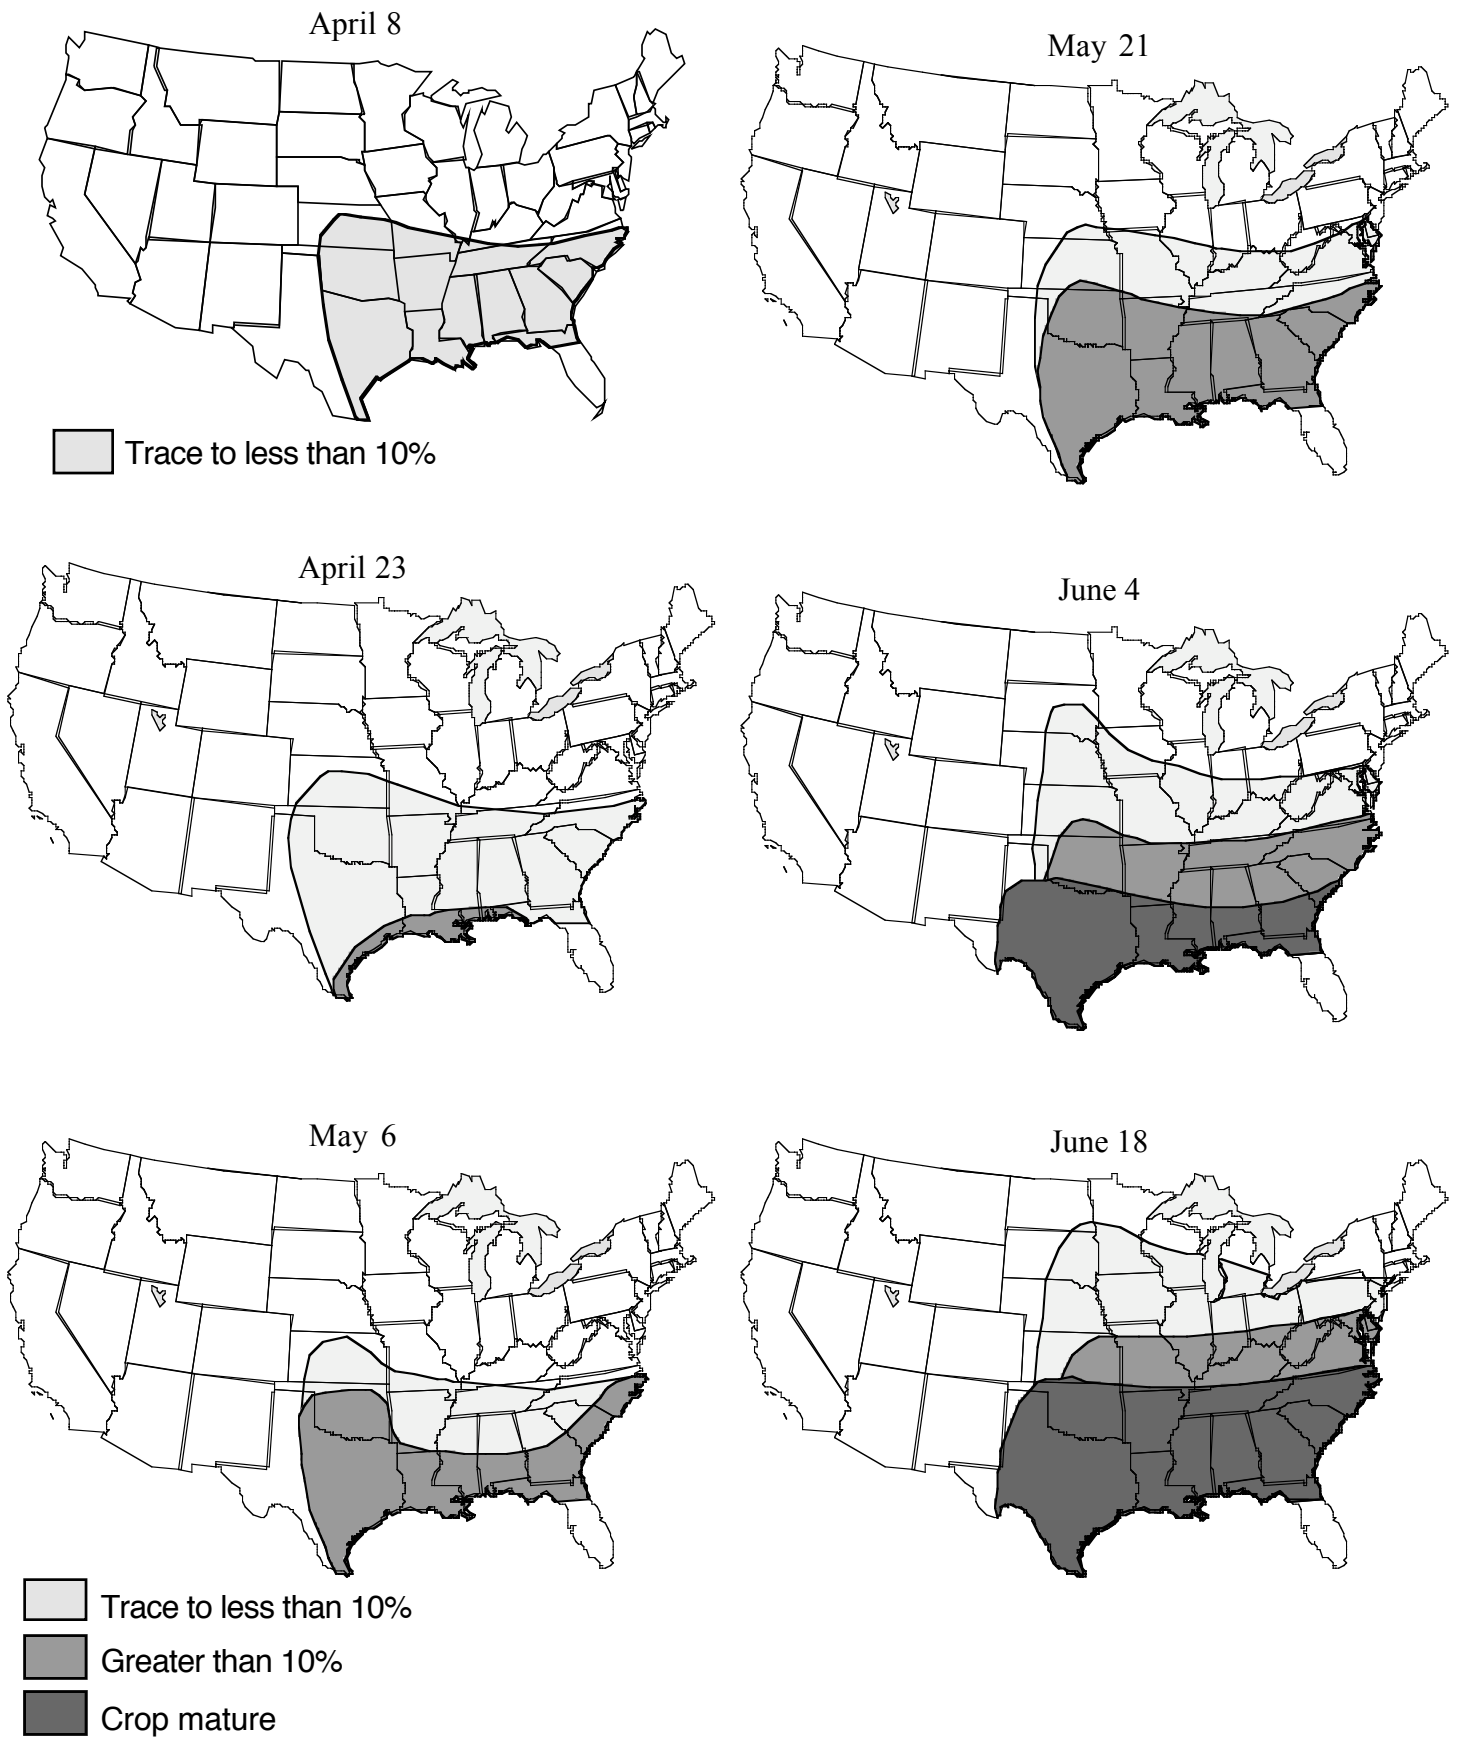 April 8
Trace to less than 10%
April 23
May 6
Trace to less than 10%
Greater than 10%
Crop mature
May 21
June 4
June 18